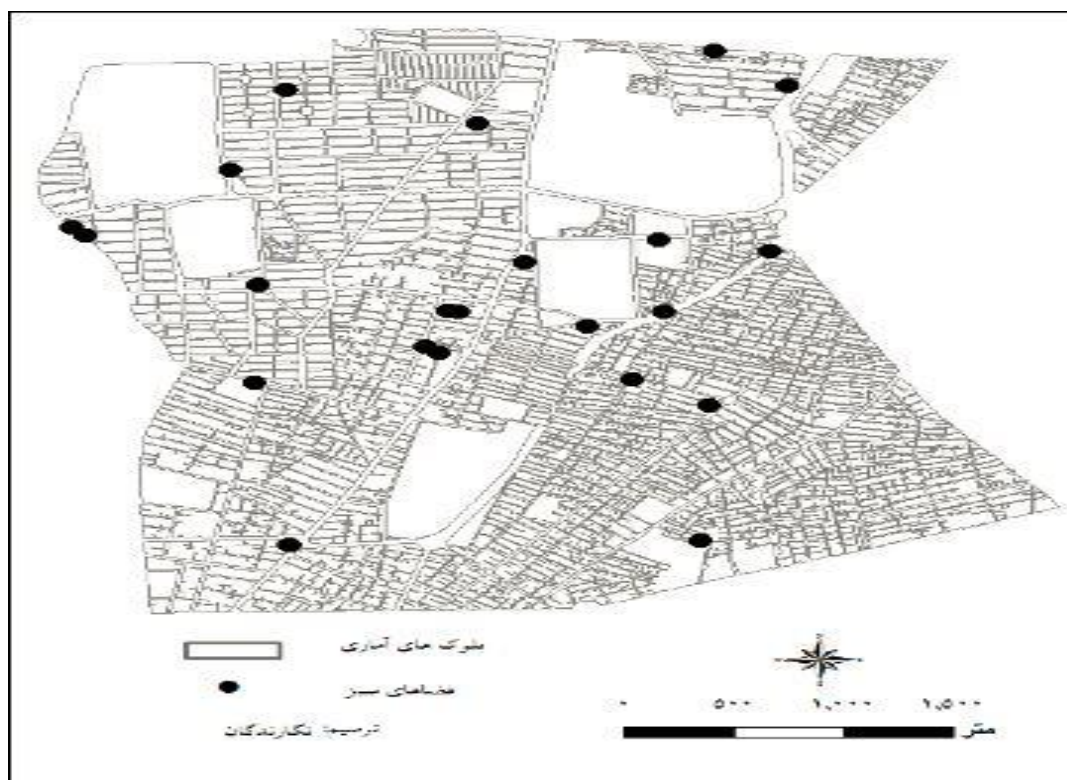 بلوک های آماری
فضاهای سبز
ترسیم: نگارندگان
۰ ۵۰۰ ۱,۰۰۰ ۱,۵۰۰
متر